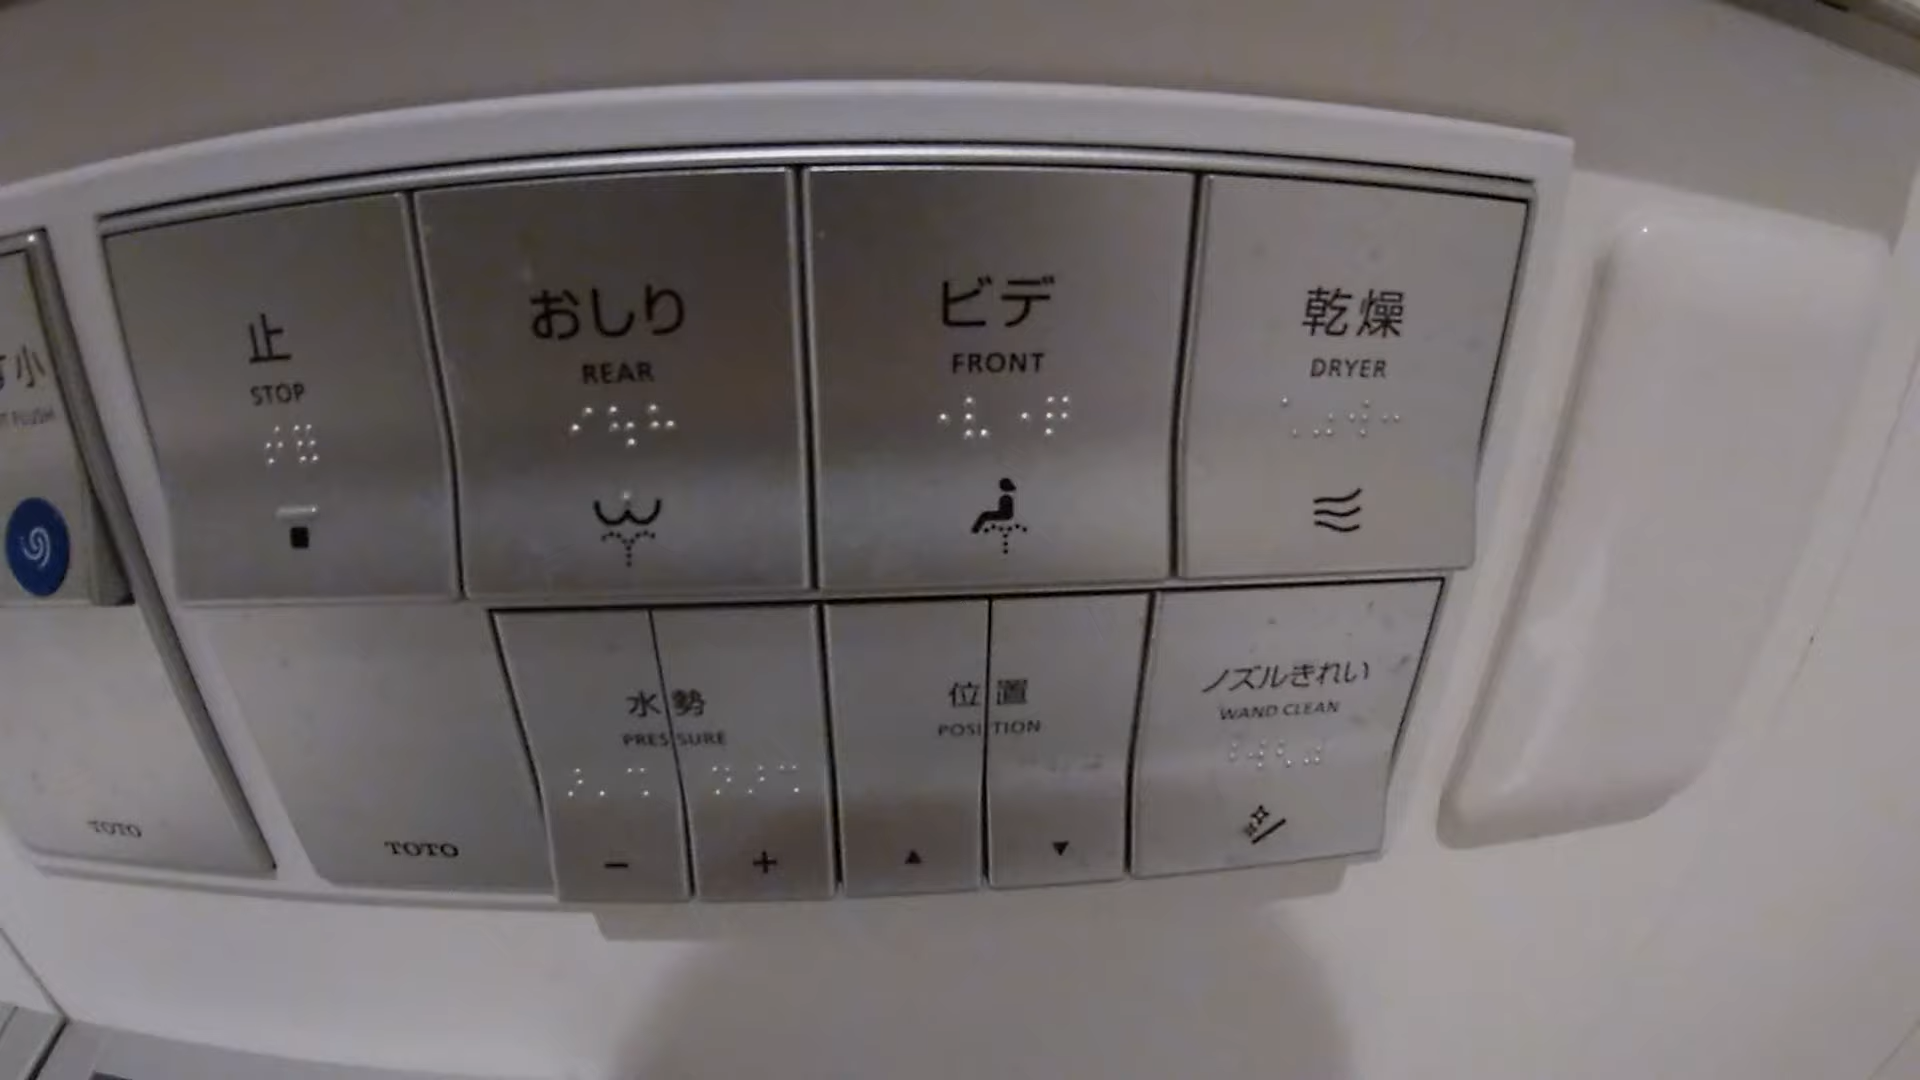 小
止
STOP
おしり
REAR
ビデ
FRONT
乾燥
DRYER
水勢
PRESSURE
− +
位置
POSITION
▲ ▼
ノズルきれい
WAND CLEAN
TOTO
TOTO